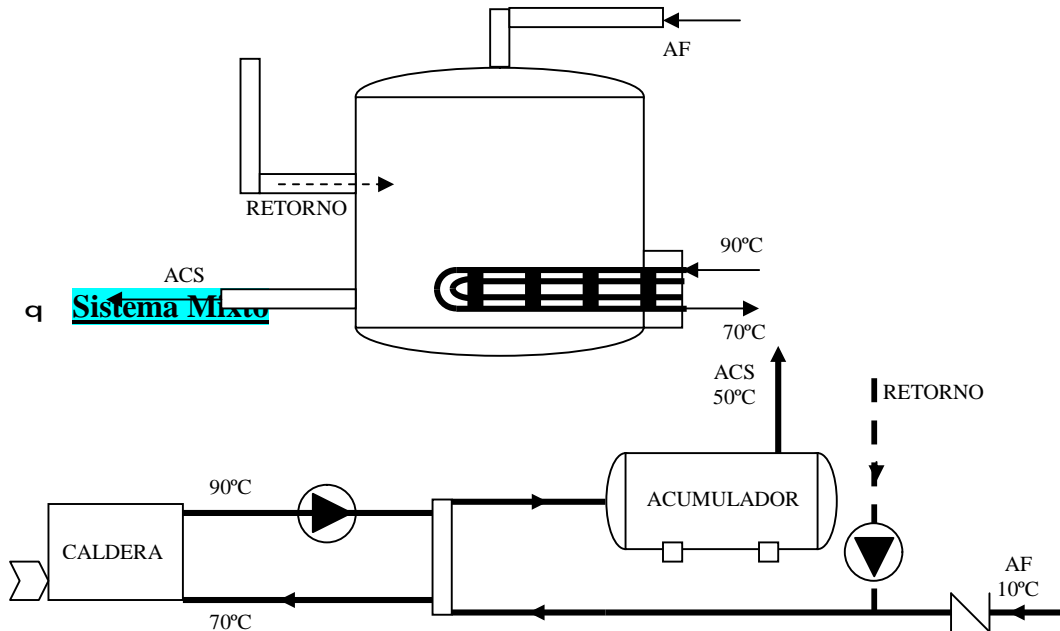 AF
RETORNO
90ºC
ACS
q Sistema Mixto
70ºC
ACS
50ºC
RETORNO
90ºC
ACUMULADOR
CALDERA
AF
10ºC
70ºC